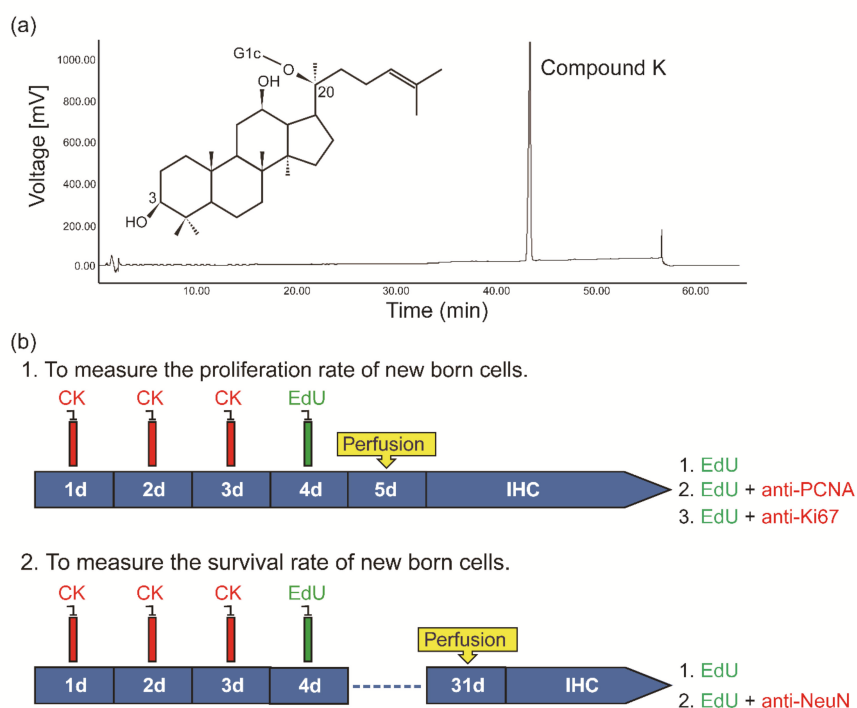 (a)
1000.00
800.00
600.00
400.00
200.00
0.00
Voltage [mV]
G1c
O
OH
20
3
HO
Compound K
10.00 20.00 30.00 40.00 50.00 60.00
Time (min)
(b)
1. To measure the proliferation rate of new born cells.
CK CK CK EdU
Perfusion
1d 2d 3d 4d 5d IHC
1. EdU
2. EdU + anti-PCNA
3. EdU + anti-Ki67
2. To measure the survival rate of new born cells.
CK CK CK EdU
Perfusion
1d 2d 3d 4d 31d IHC
1. EdU
2. EdU + anti-NeuN